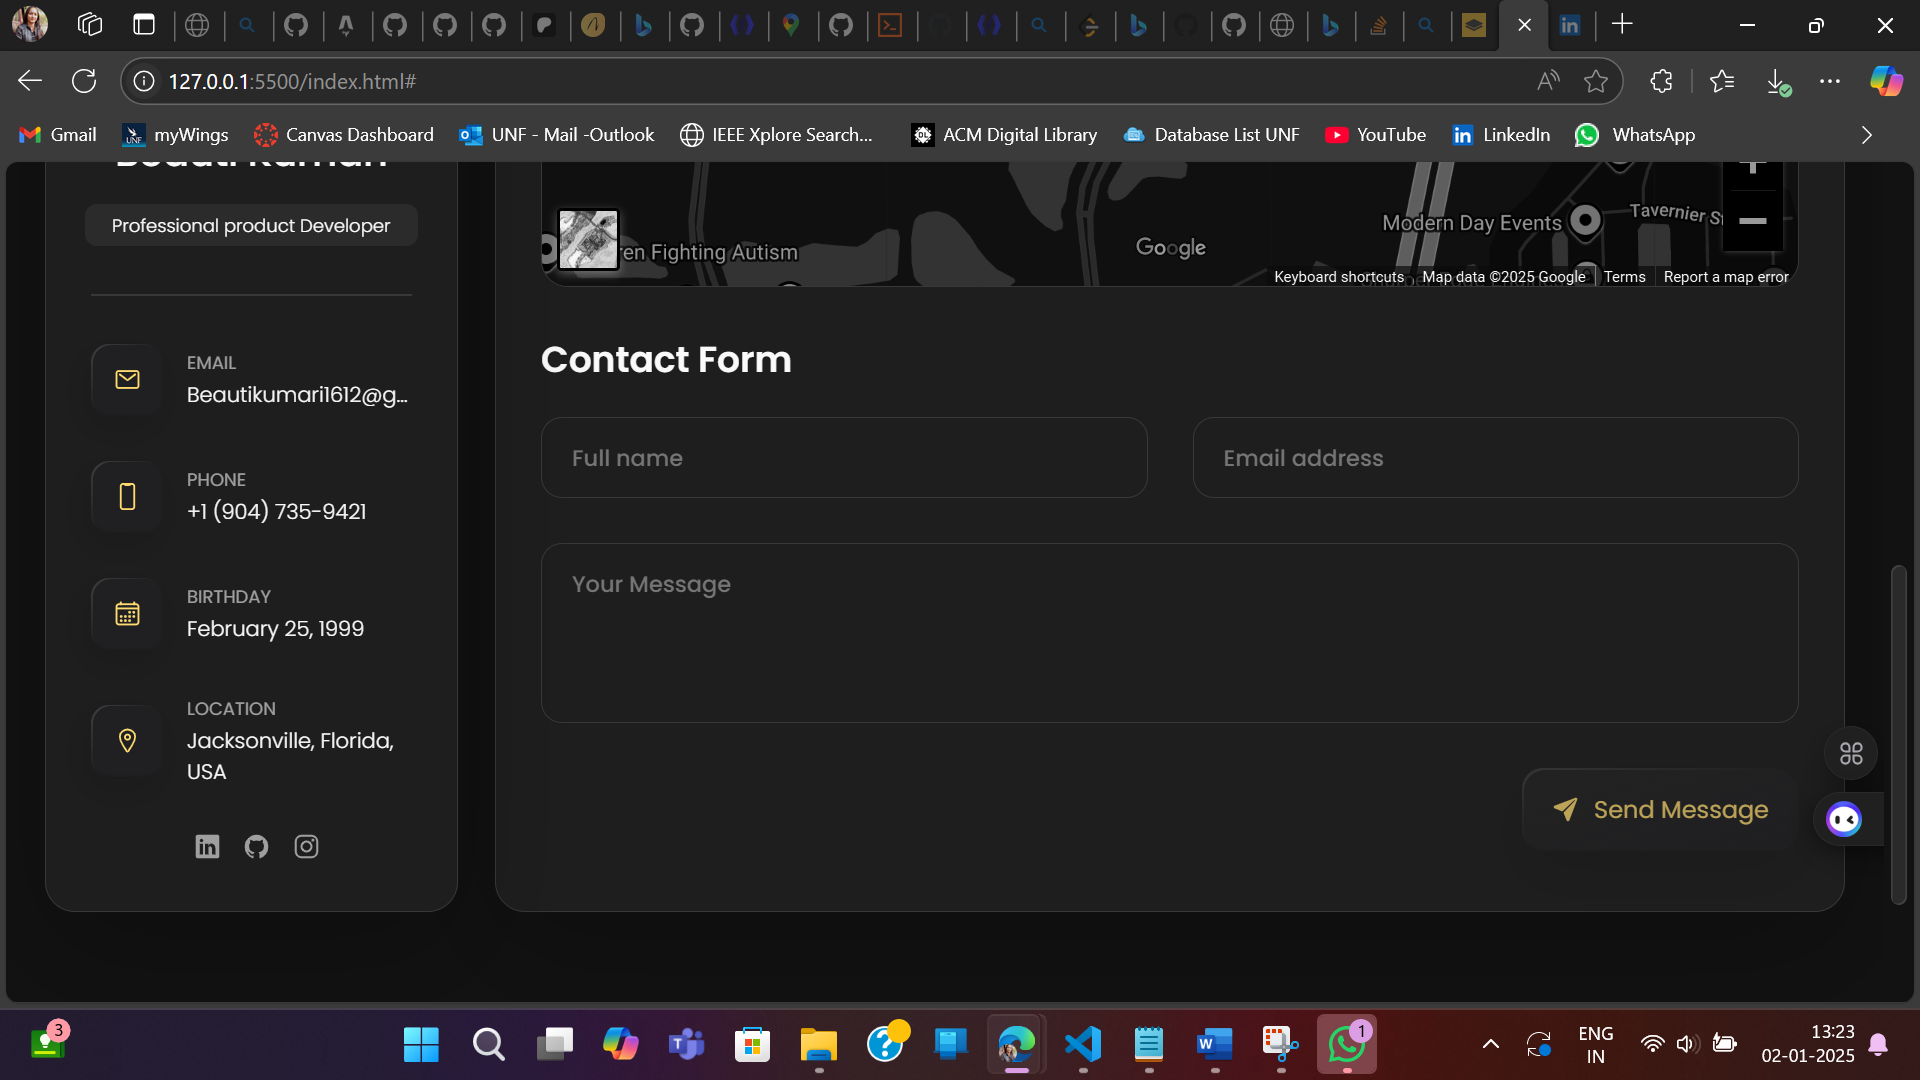 127.0.0.1:5500/index.html#
Gmail
myWings
Canvas Dashboard
UNF - Mail -Outlook
IEEE Xplore Search...
ACM Digital Library
Database List UNF
YouTube
LinkedIn
WhatsApp
Professional product Developer
EMAIL
Beautikumari1612@g...
PHONE
+1 (904) 735-9421
BIRTHDAY
February 25, 1999
LOCATION
Jacksonville, Florida,
USA
ren Fighting Autism
Google
Modern Day Events
Tavernier S
Keyboard shortcuts
Map data ©2025 Google
Terms
Report a map error
Contact Form
Full name
Email address
Your Message
Send Message
3
1
ENG
IN
13:23
02-01-2025